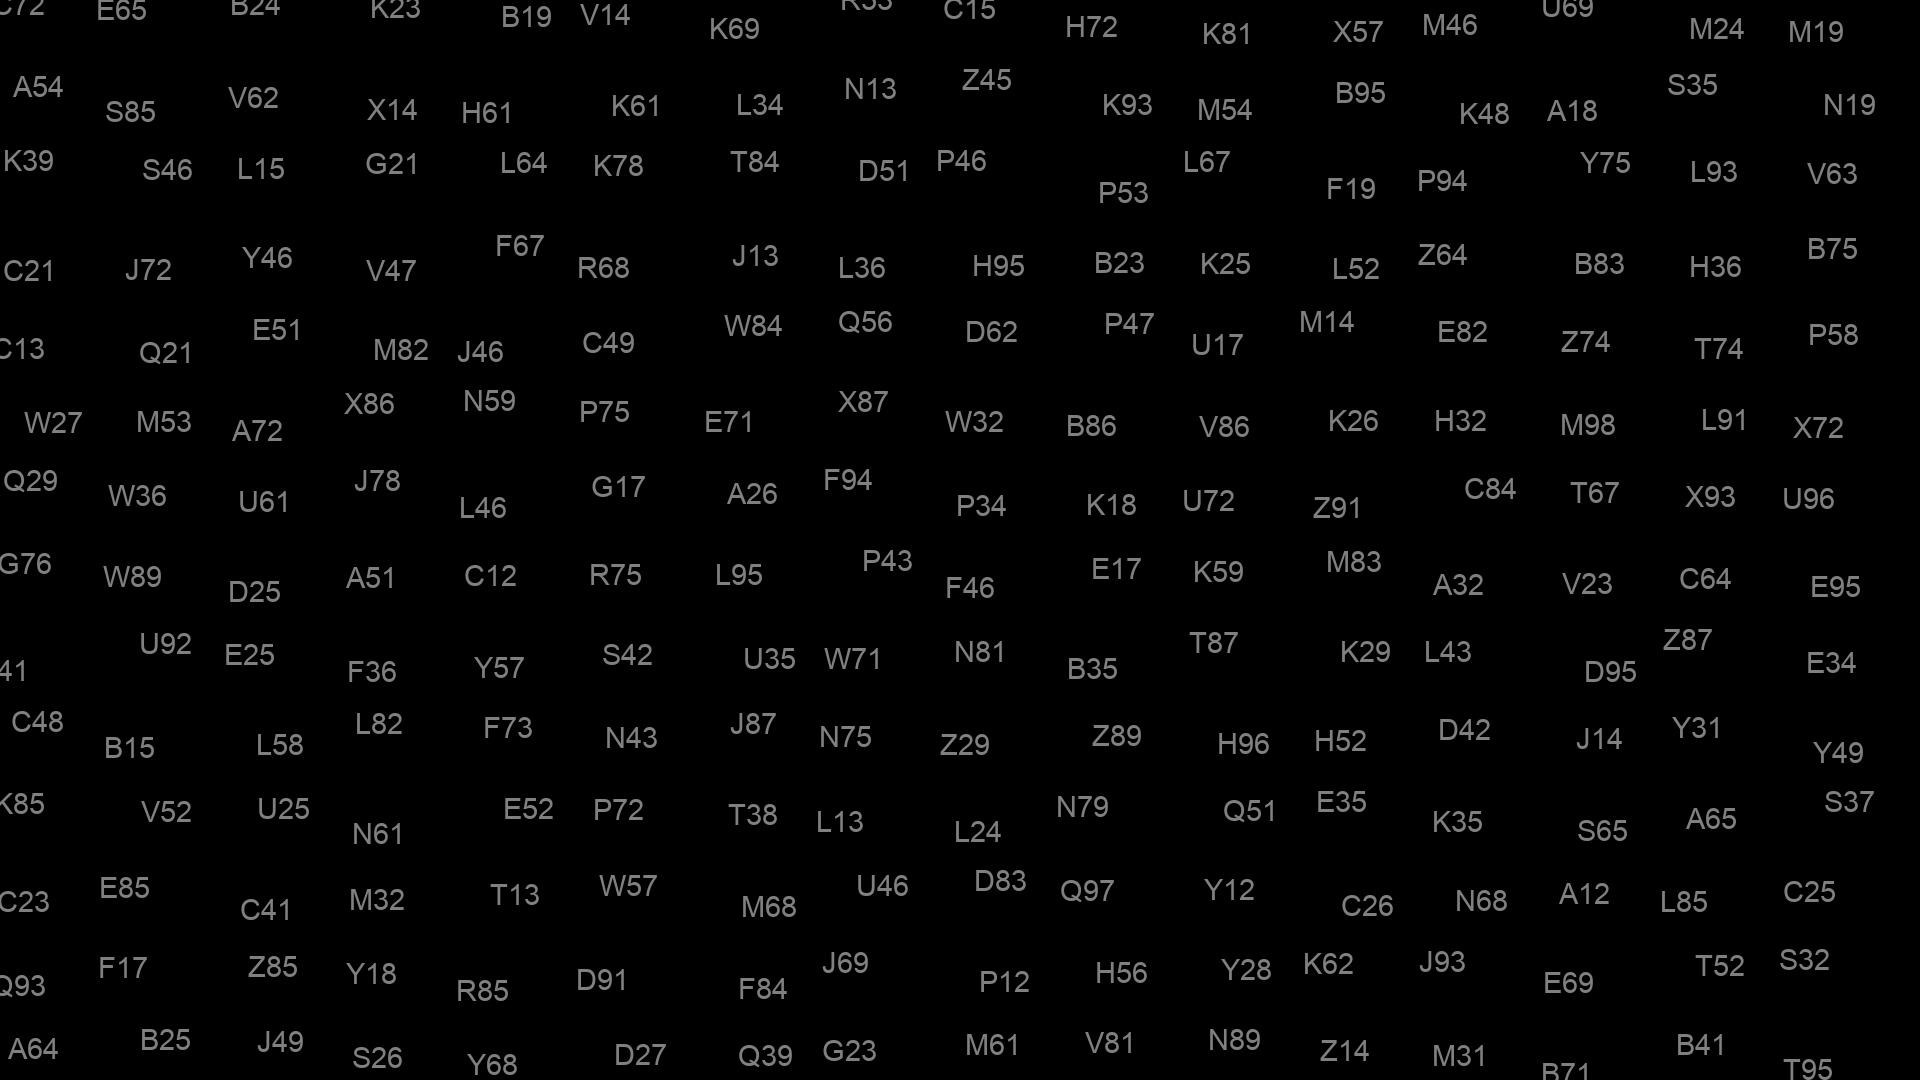 C72 E65 B24 K23 B19 V14 K69 R53 C15 H72 K81 X57 M46 U69 M24 M19
A54 S85 V62 X14 H61 K61 L34 N13 Z45 K93 M54 B95 K48 A18 S35 N19
K39 S46 L15 G21 L64 K78 T84 D51 P46 P53 L67 F19 P94 Y75 L93 V63
C21 J72 Y46 V47 F67 R68 J13 L36 H95 B23 K25 L52 Z64 B83 H36 B75
C13 Q21 E51 M82 J46 C49 W84 Q56 D62 P47 U17 M14 E82 Z74 T74 P58
W27 M53 A72 X86 N59 P75 E71 X87 W32 B86 V86 K26 H32 M98 L91 X72
Q29 W36 U61 J78 L46 G17 A26 F94 P34 K18 U72 Z91 C84 T67 X93 U96
G76 W89 D25 A51 C12 R75 L95 P43 F46 E17 K59 M83 A32 V23 C64 E95
41 U92 E25 F36 Y57 S42 U35 W71 N81 B35 T87 K29 L43 D95 Z87 E34
C48 B15 L58 L82 F73 N43 J87 N75 Z29 Z89 H96 H52 D42 J14 Y31 Y49
K85 V52 U25 N61 E52 P72 T38 L13 L24 N79 Q51 E35 K35 S65 A65 S37
C23 E85 C41 M32 T13 W57 M68 U46 D83 Q97 Y12 C26 N68 A12 L85 C25
Q93 F17 Z85 Y18 R85 D91 F84 J69 P12 H56 Y28 K62 J93 E69 T52 S32
A64 B25 J49 S26 Y68 D27 Q39 G23 M61 V81 N89 Z14 M31 B71 B41 T95